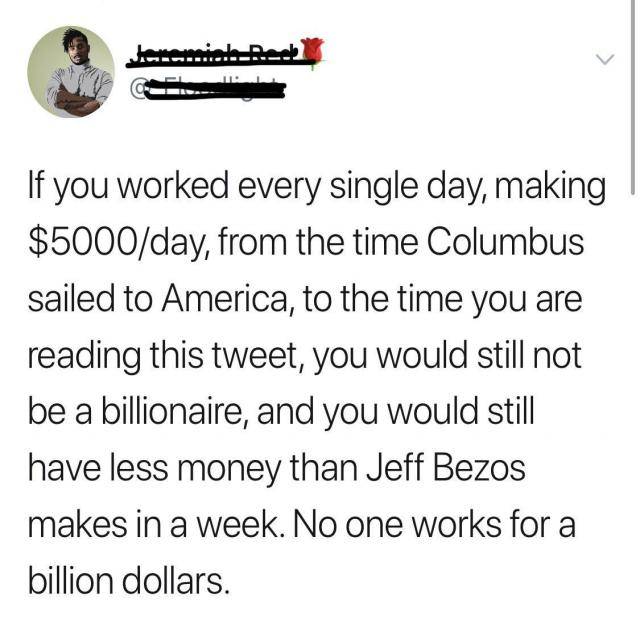 If you worked every single day, making
$5000/day, from the time Columbus
sailed to America, to the time you are
reading this tweet, you would still not
be a billionaire, and you would still
have less money than Jeff Bezos
makes in a week. No one works for a
billion dollars.